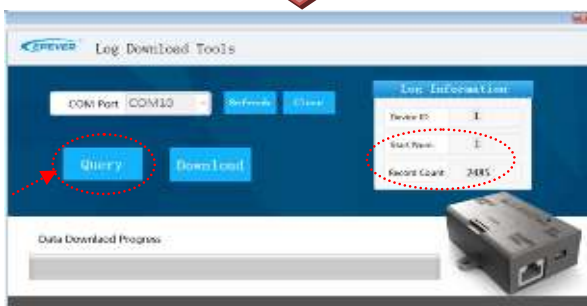 EPEVER Log Download Tools
Log Information
COM Port COM10 Refresh Close
Device ID 1
Start Num 1
Query Download
Record Count 2485
Data Downlaod Progress